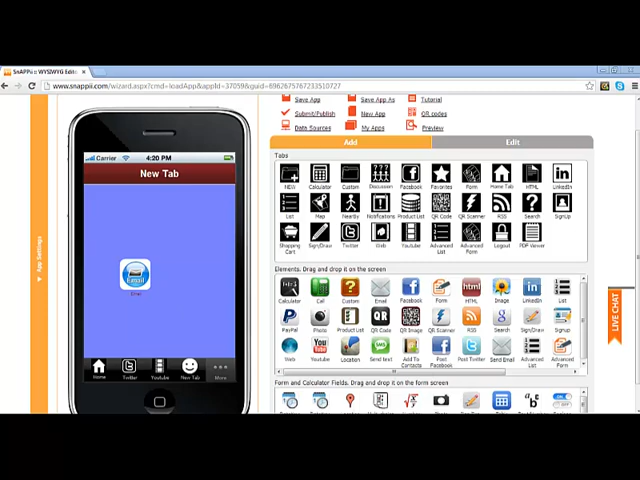 SnAPPii :: WYSIWYG Edit
www.snappii.com/wizard.aspx?cmd=loadApp&appId=37059&guid=6962675767233510727
Save App Save App As Tutorial
Submit/Publish New App QR codes
Data Sources My Apps Preview
Add Edit
Carrier 4:20 PM
New Tab
Email
Home Twitter Youtube New Tab More
App Settings
Tabs
NEW Calculator Custom Discussion Facebook Favorites Form Home Tab HTML LinkedIn
List Map Nearby Notifications Product List QR Code QR Scanner RSS Search SignUp
Shopping Cart Sign/Draw Twitter Web Youtube Advanced List Advanced Form Logout PDF Viewer
Elements. Drag and drop it on the screen
Calculator Call Custom Email Facebook Form HTML Image LinkedIn List
PayPal Photo Product List QR Code QR Image QR Scanner RSS Search Sign/Draw Signup
Web YouTube Location SMS Add To Contacts Post Facebook Post Twitter Send Email Advanced List Advanced Form
Form and Calculator Fields. Drag and drop it on the form screen
LIVE CHAT